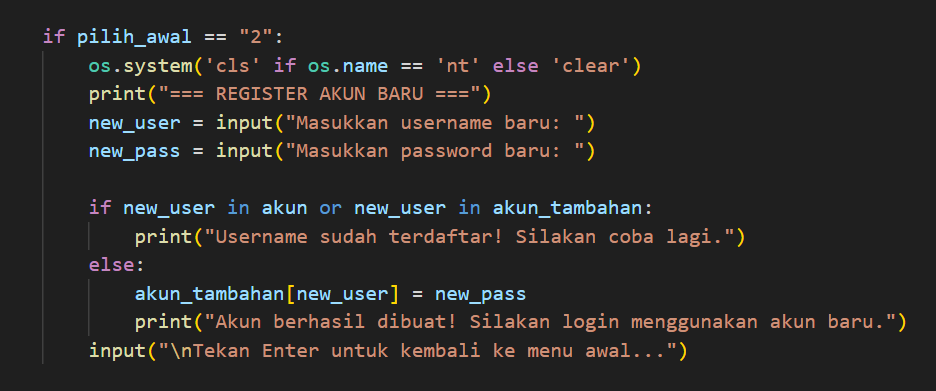 if pilih_awal == "2":
    os.system('cls' if os.name == 'nt' else 'clear')
    print("=== REGISTER AKUN BARU ===")
    new_user = input("Masukkan username baru: ")
    new_pass = input("Masukkan password baru: ")

    if new_user in akun or new_user in akun_tambahan:
        print("Username sudah terdaftar! Silakan coba lagi.")
    else:
        akun_tambahan[new_user] = new_pass
        print("Akun berhasil dibuat! Silakan login menggunakan akun baru.")
    input("\nTekan Enter untuk kembali ke menu awal...")